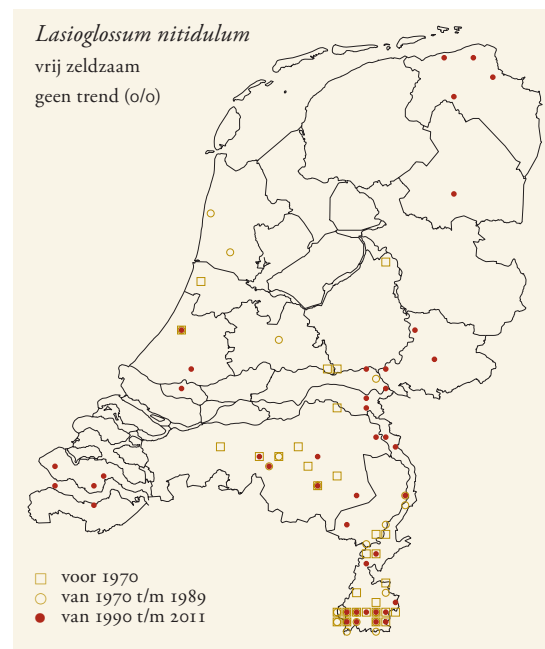 Lasioglossum nitidulum
vrij zeldzaam
geen trend (0/0)
voor 1970
van 1970 t/m 1989
van 1990 t/m 2011